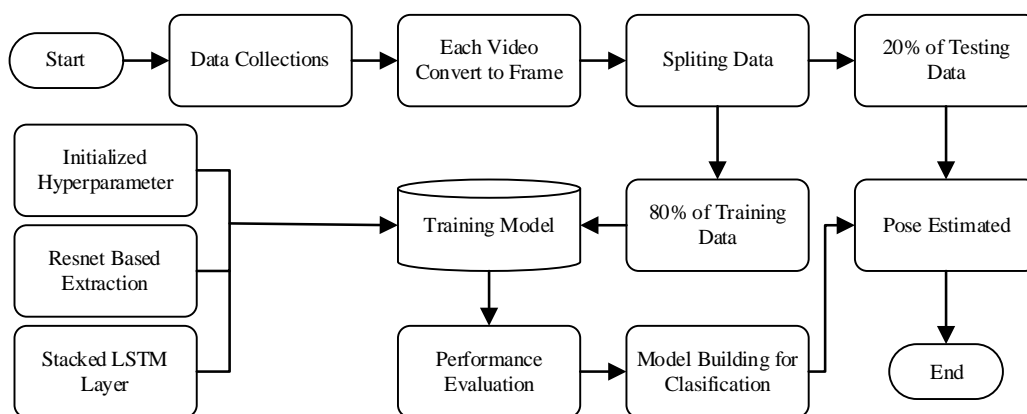 Start
Data Collections
Each Video
Convert to Frame
Spliting Data
20% of Testing
Data
Initialized
Hyperparameter
Resnet Based
Extraction
Stacked LSTM
Layer
Training Model
80% of Training
Data
Pose Estimated
Performance
Evaluation
Model Building for
Clasification
End